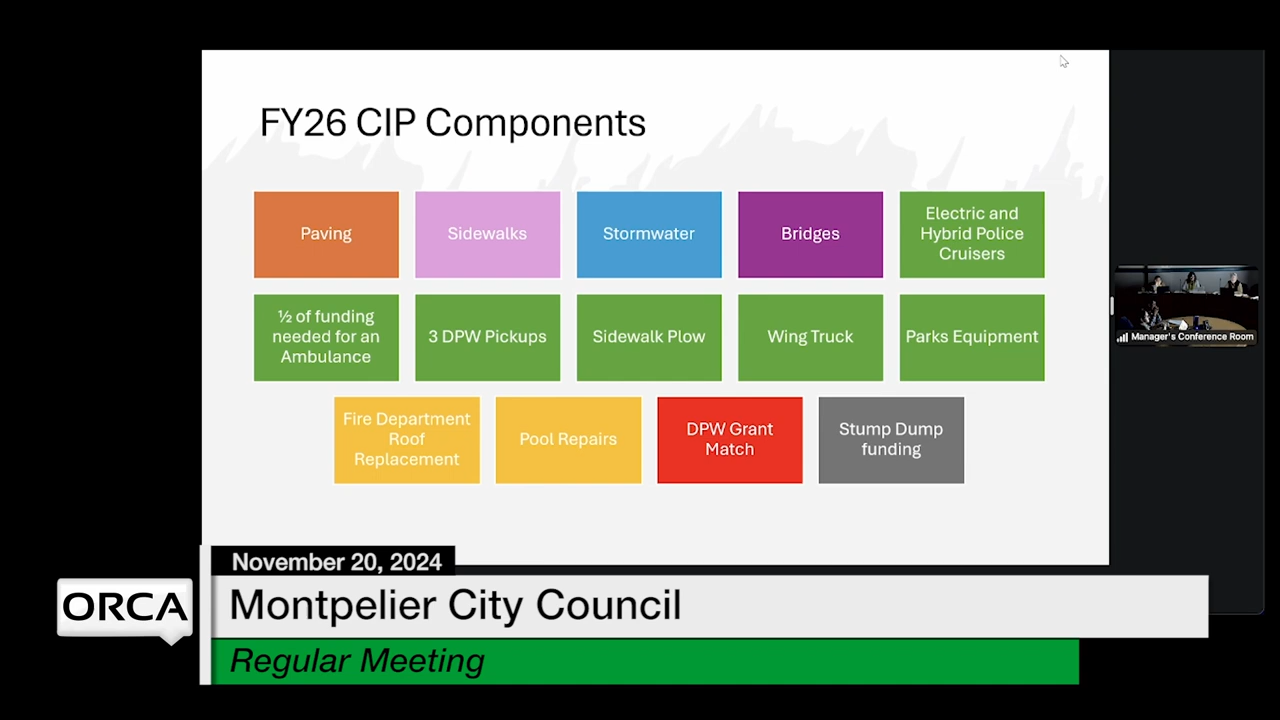 FY26 CIP Components
Paving
Sidewalks
Stormwater
Bridges
Electric and
Hybrid Police
Cruisers
½ of funding
needed for an
Ambulance
3 DPW Pickups
Sidewalk Plow
Wing Truck
Parks Equipment
Fire Department
Roof
Replacement
Pool Repairs
DPW Grant
Match
Stump Dump
funding
Manager's Conference Room
November 20, 2024
ORCA
Montpelier City Council
Regular Meeting